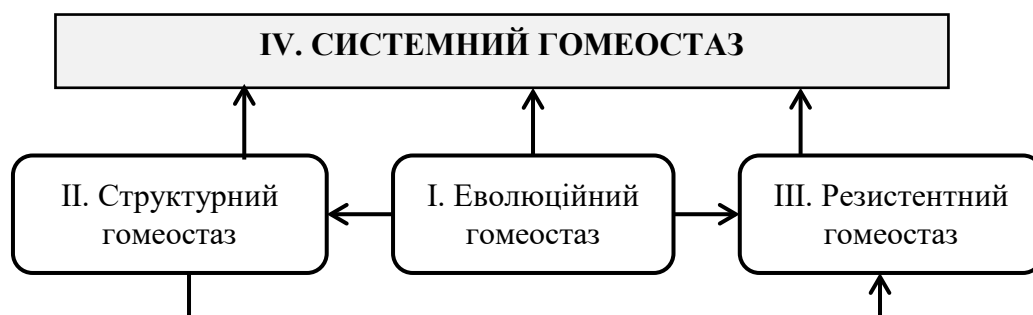 IV. СИСТЕМНИЙ ГОМЕОСТАЗ
II. Структурний
гомеостаз
I. Еволюційний
гомеостаз
III. Резистентний
гомеостаз